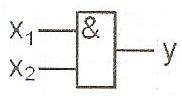 X₁ &
X₂ y